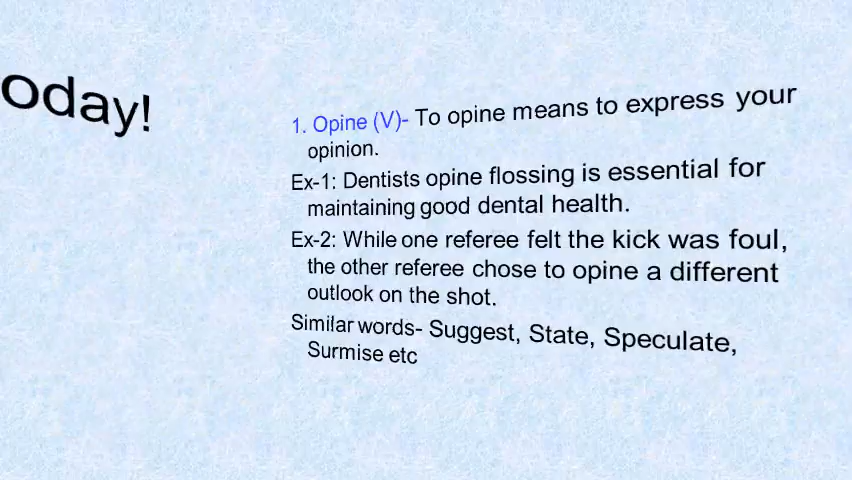 oday!
1. Opine (V)- To opine means to express your
opinion.
Ex-1: Dentists opine flossing is essential for
maintaining good dental health.
Ex-2: While one referee felt the kick was foul,
the other referee chose to opine a different
outlook on the shot.
Similar words- Suggest, State, Speculate,
Surmise etc